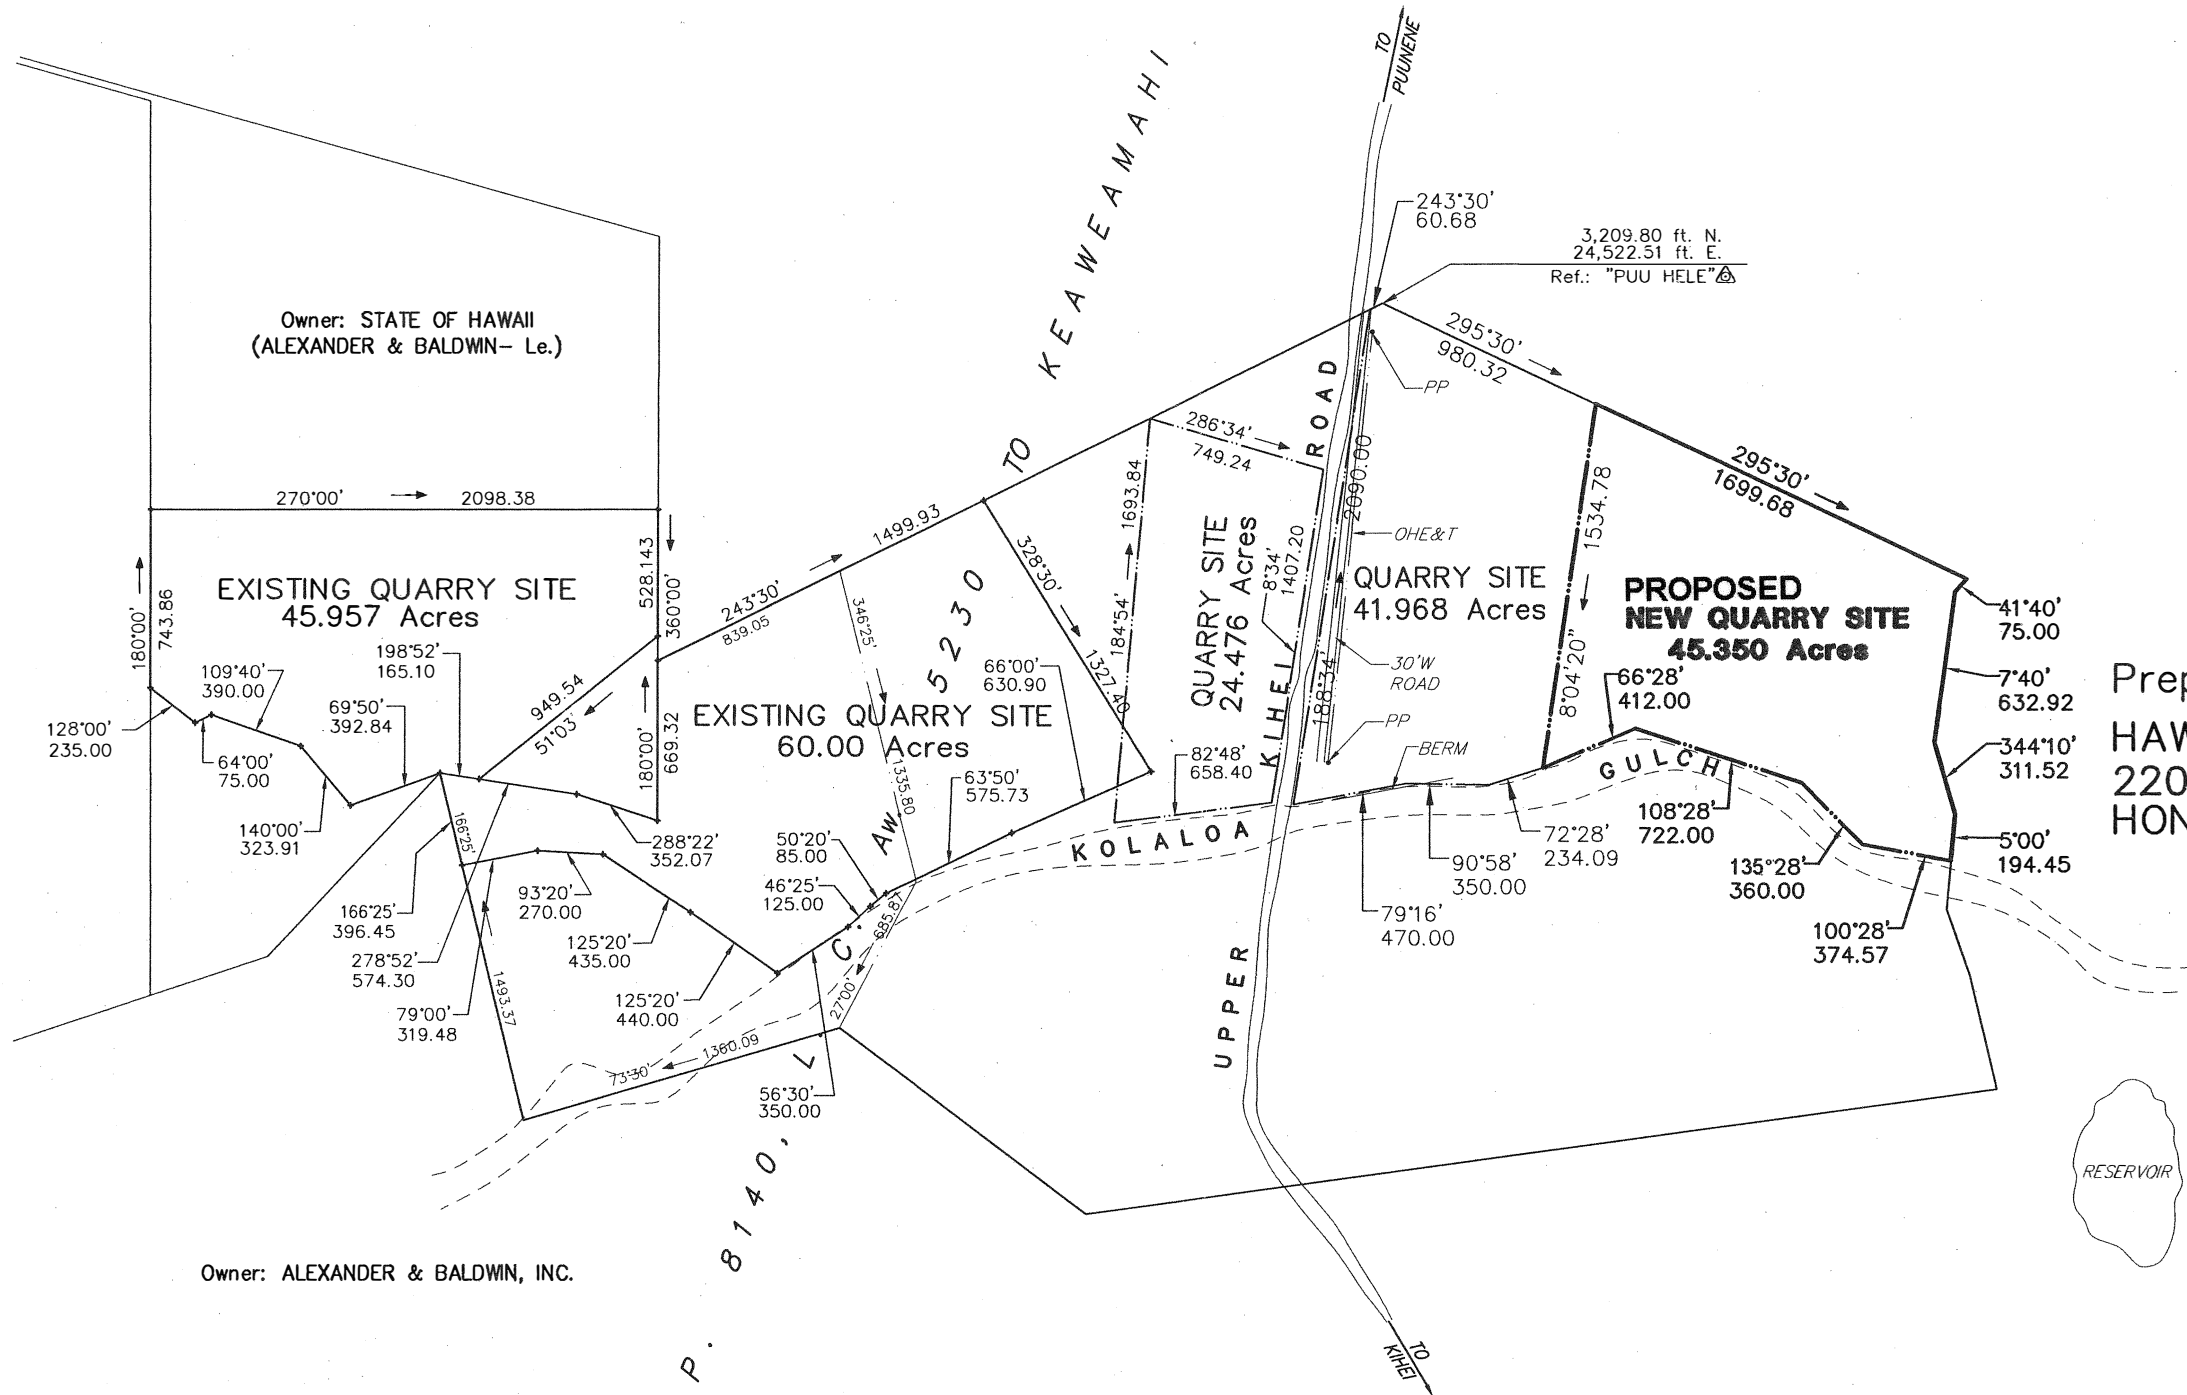 TO
PUUNENE
TO KEAWEAMAHI
243°30'
60.68
3,209.80 ft. N.
24,522.51 ft. E.
Ref.: "PUU HELE"
Owner: STATE OF HAWAII
(ALEXANDER & BALDWIN- Le.)
295°30'
980.32
PP
ROAD
286°34'
749.24
2090.00
295°30'
1699.68
270°00'
2098.38
1499.93
328°30'
1327.40
1693.84
184°54'
QUARRY SITE
24.476 Acres
8°34'
1407.20
OHE&T
1534.78
8°04'20"
528.143
360°00'
EXISTING QUARRY SITE
45.957 Acres
180°00'
743.86
243°30'
839.05
346°25'
1335.80
QUARRY SITE
41.968 Acres
PROPOSED
NEW QUARRY SITE
45.350 Acres
41°40'
75.00
198°52'
165.10
109°40'
390.00
69°50'
392.84
949.54
51°03'
66°00'
630.90
30'W
ROAD
188°34'
KIHEI
66°28'
412.00
7°40'
632.92
Prep
128°00'
235.00
64°00'
75.00
180°00'
669.32
EXISTING QUARRY SITE
60.00 Acres
PP
BERM
344°10'
311.52
HAW
220
HON
82°48'
658.40
63°50'
575.73
GULCH
KOLALOA
140°00'
323.91
166°25'
288°22'
352.07
50°20'
85.00
72°28'
234.09
108°28'
722.00
5°00'
194.45
90°58'
350.00
135°28'
360.00
93°20'
270.00
46°25'
125.00
685.87
27°00'
79°16'
470.00
100°28'
374.57
166°25'
396.45
125°20'
435.00
278°52'
574.30
1493.37
125°20'
440.00
79°00'
319.48
UPPER
1360.09
73°30'
56°30'
350.00
P. 8140, L. C. Aw. 5230
RESERVOIR
Owner: ALEXANDER & BALDWIN, INC.
TO
KIHEI